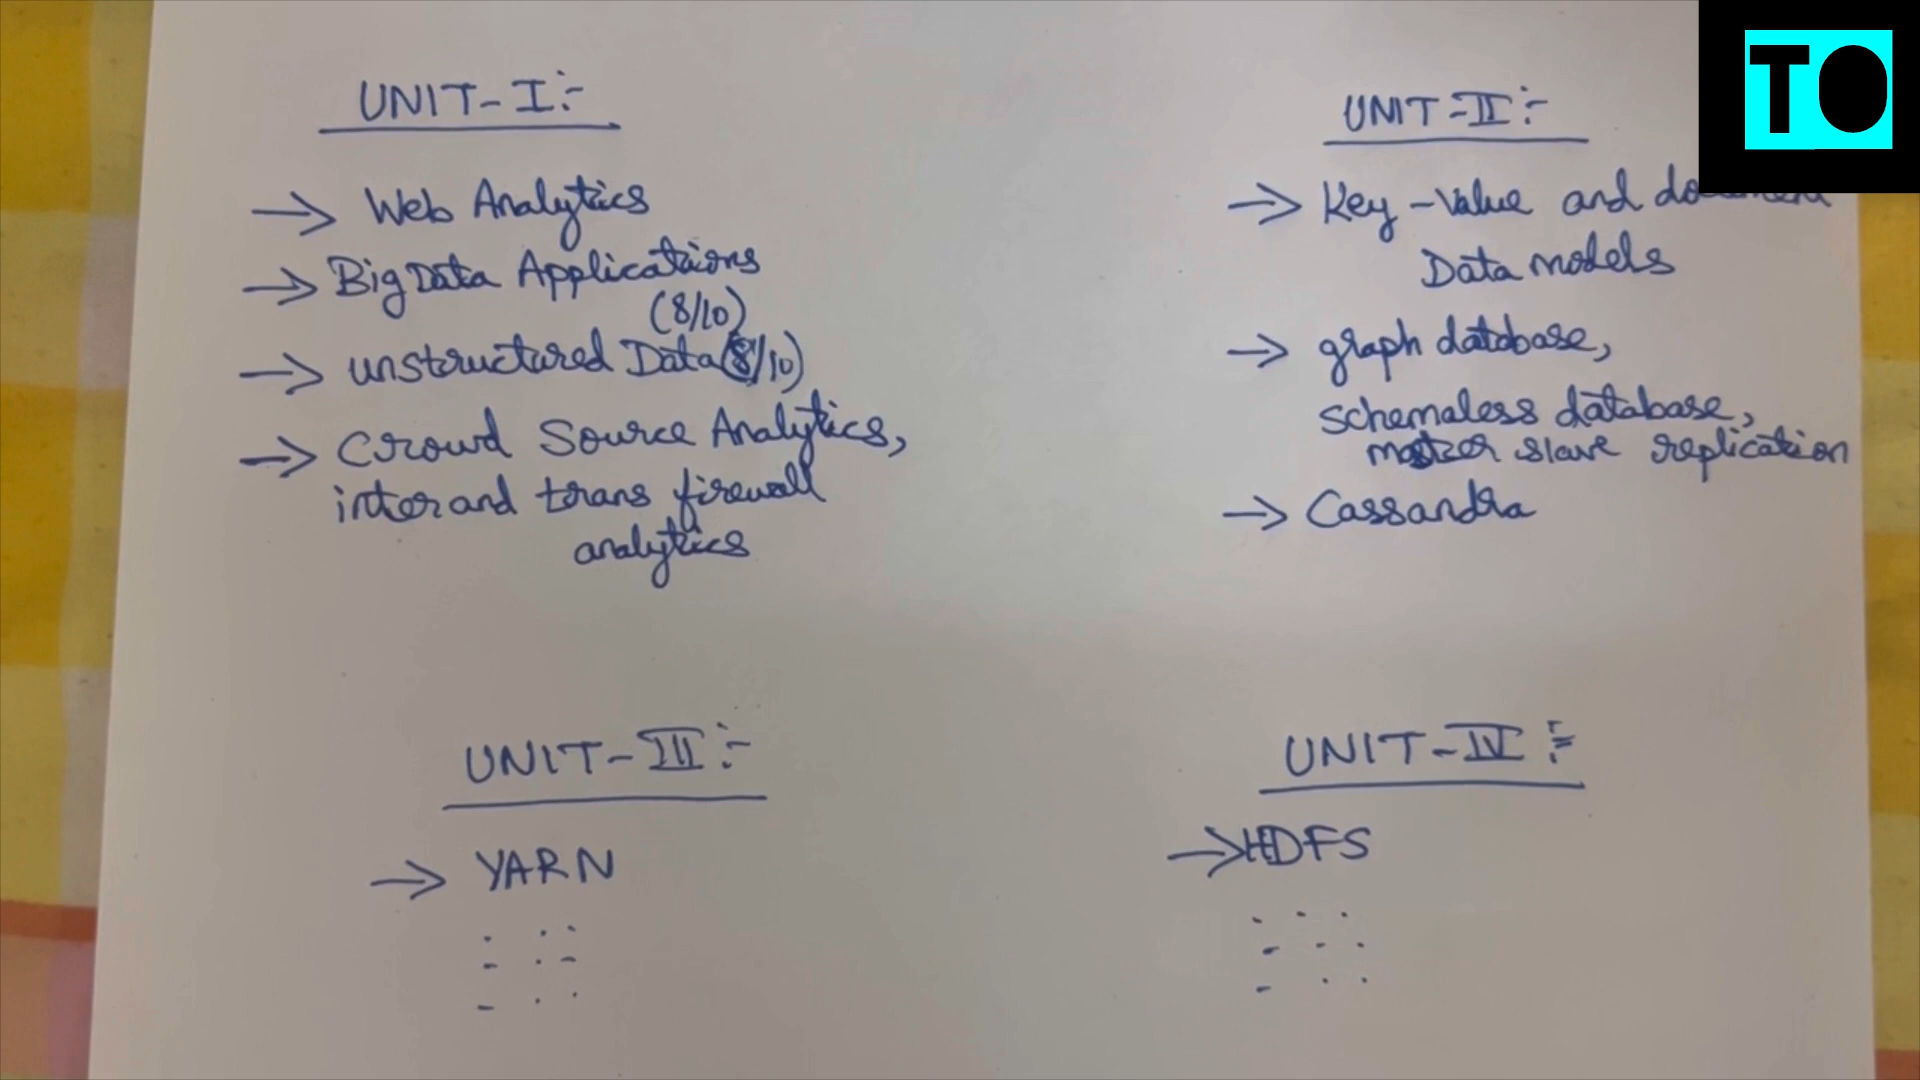 UNIT-I:-
→ Web Analytics
→ Big Data Applications
(8/10)
→ unstructured Data (8/10)
→ Crowd Source Analytics,
inter and trans firewall
analytics
UNIT-II:-
→ Key-Value and document
Data models
→ graph database,
schemaless database,
master slave replication
→ Cassandra
UNIT-III:-
→ YARN
UNIT-IV:-
→ HDFS
TO